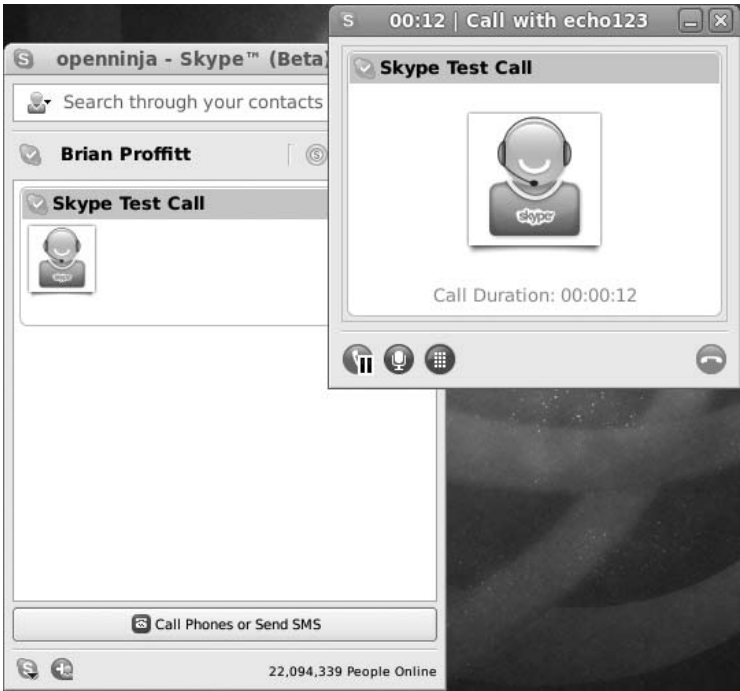 openninja - Skype™ (Beta)
Search through your contacts
Brian Proffitt
Skype Test Call
Call Phones or Send SMS
22,094,339 People Online
00:12 | Call with echo123
Skype Test Call
skype
Call Duration: 00:00:12